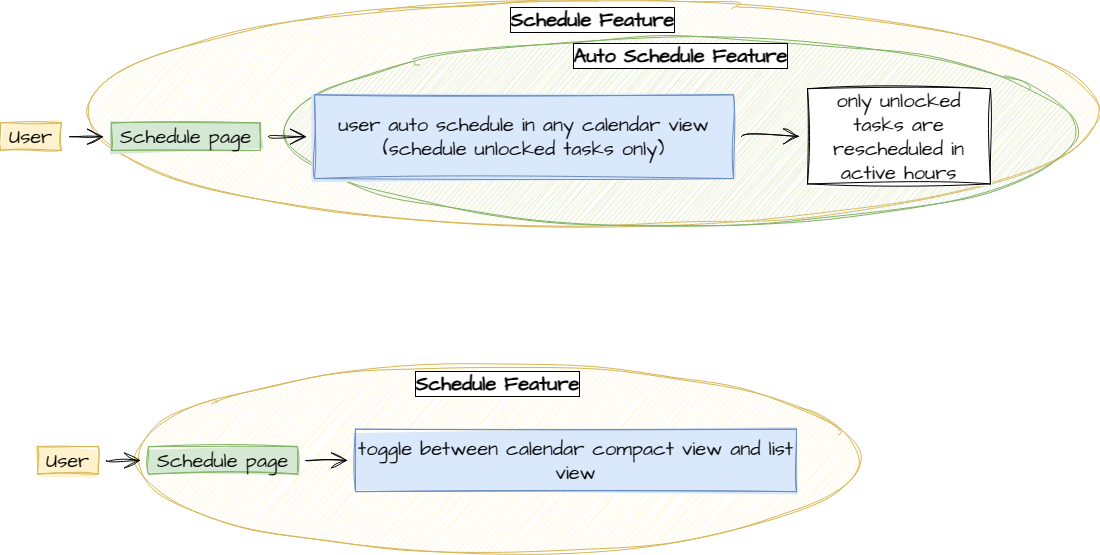 Schedule Feature
Auto Schedule Feature
User
Schedule page
user auto schedule in any calendar view
(schedule unlocked tasks only)
only unlocked
tasks are
rescheduled in
active hours
Schedule Feature
User
Schedule page
toggle between calendar compact view and list
view